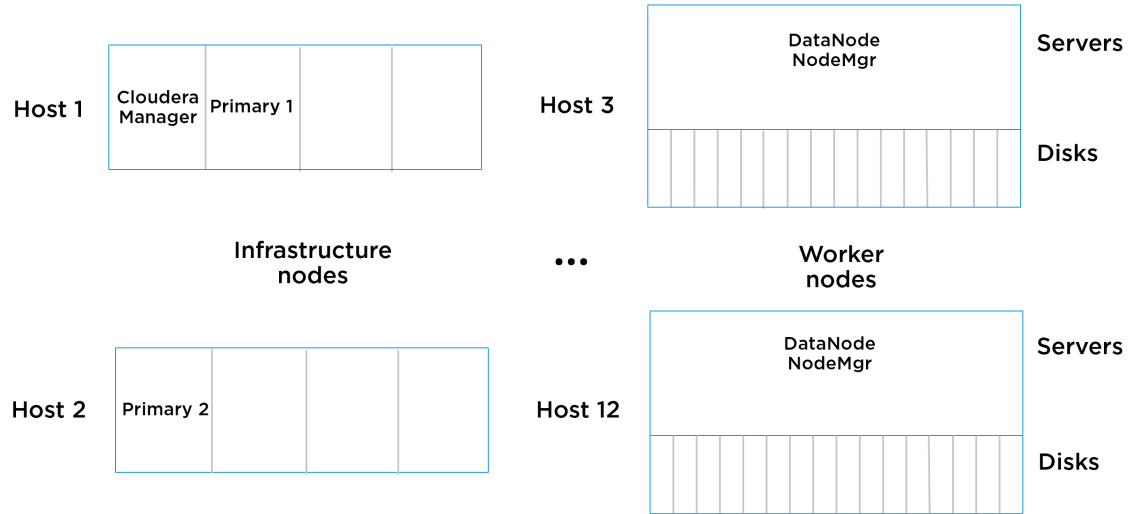 Host 1
Cloudera
Manager
Primary 1
Host 3
DataNode
NodeMgr
Servers
Disks
Infrastructure
nodes
...
Worker
nodes
Host 2
Primary 2
Host 12
DataNode
NodeMgr
Servers
Disks